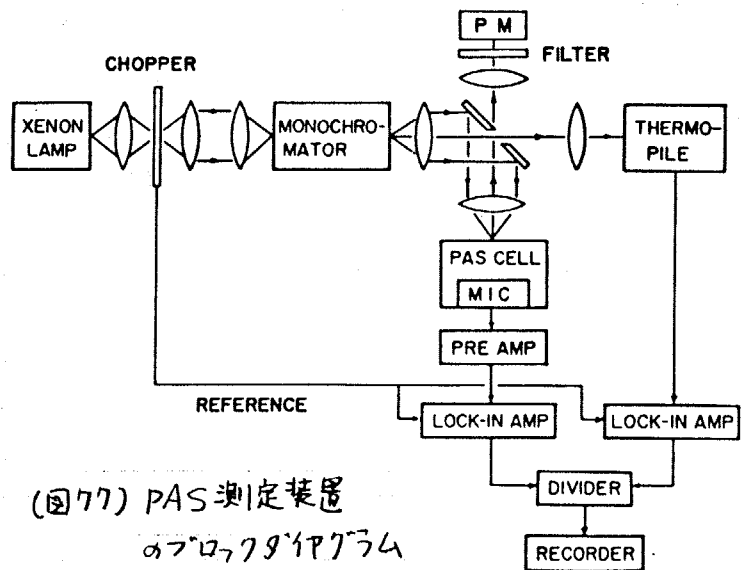 P M
FILTER
CHOPPER
XENON
LAMP
MONOCHRO-
MATOR
THERMO-
PILE
PAS CELL
MIC
PRE AMP
REFERENCE
LOCK-IN AMP
LOCK-IN AMP
DIVIDER
RECORDER
(図77) PAS測定装置
のブロックダイヤグラム